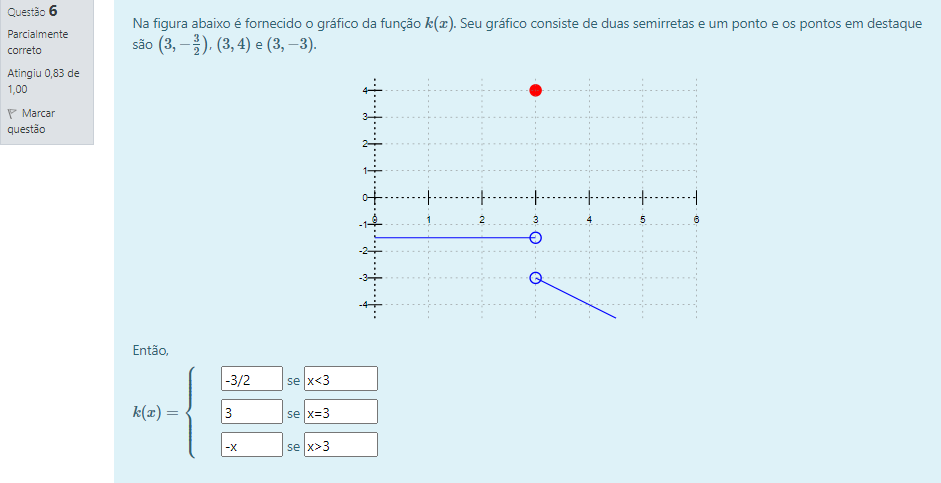 Questão 6
Parcialmente
correto
Atingiu 0,83 de
1,00
Marcar
questão
Na figura abaixo é fornecido o gráfico da função k(x). Seu gráfico consiste de duas semirretas e um ponto e os pontos em destaque
são (3, −3/2), (3, 4) e (3, −3).
4
3
2
1
0
0 1 2 3 4 5 6
-1
-2
-3
-4
Então,
-3/2 se x<3
k(x) = { 3 se x=3
-x se x>3